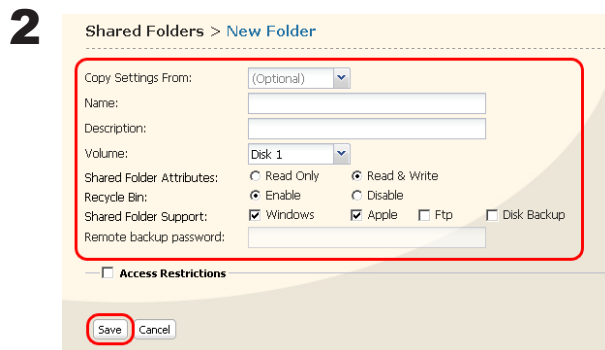 2
Shared Folders > New Folder
Copy Settings From: (Optional)
Name:
Description:
Volume: Disk 1
Shared Folder Attributes: Read Only Read & Write
Recycle Bin: Enable Disable
Shared Folder Support: Windows Apple Ftp Disk Backup
Remote backup password:
Access Restrictions
Save Cancel